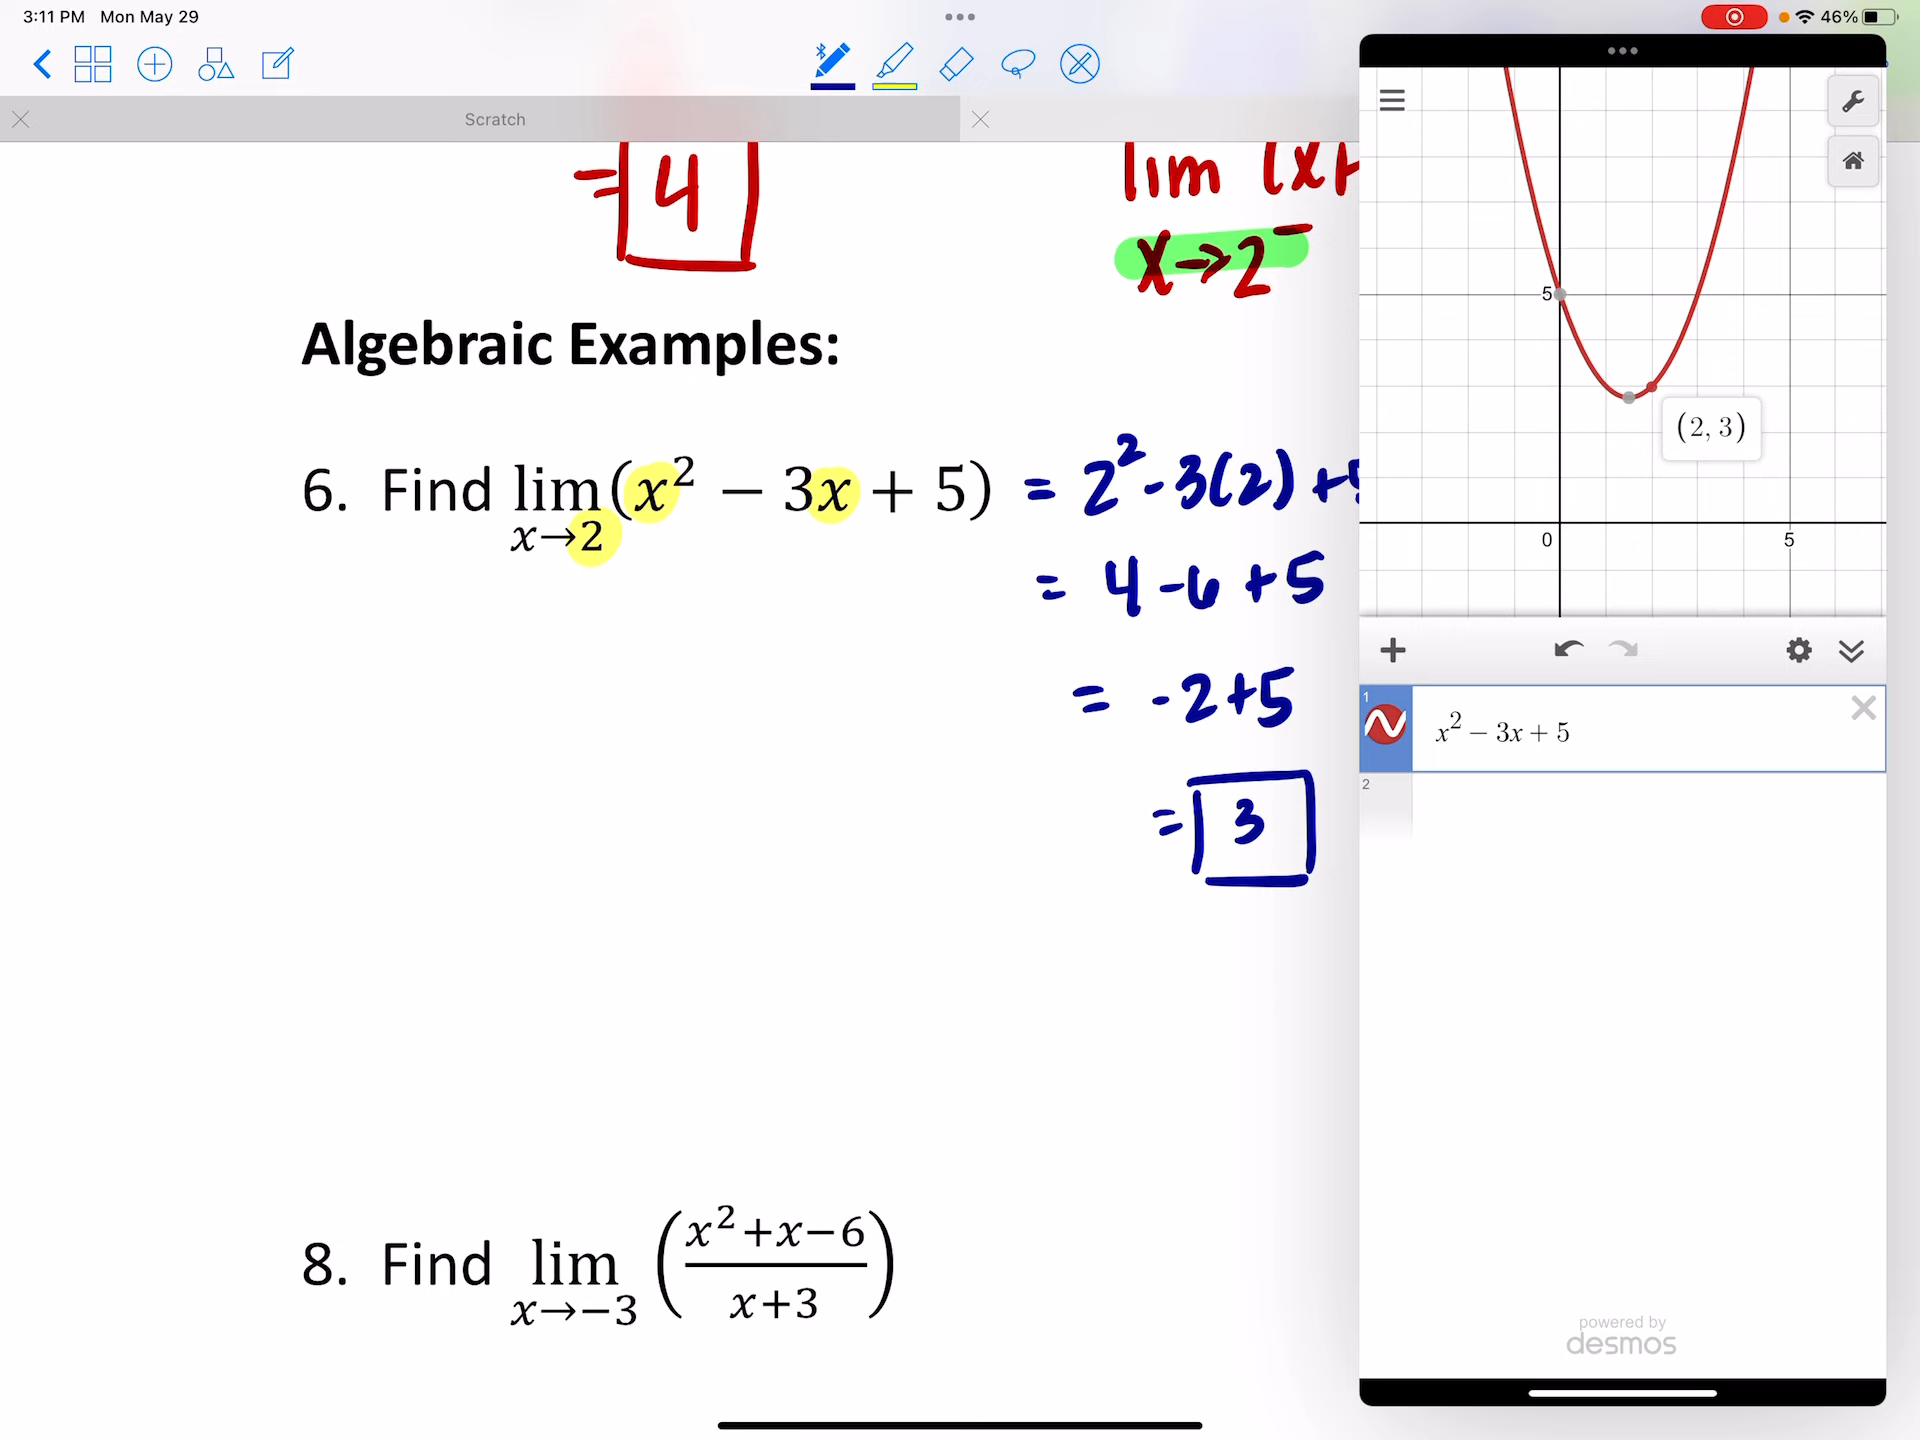 3:11 PM Mon May 29
46%
Scratch
= 4
lim (x+
x→2⁻
Algebraic Examples:
6. Find lim (x² − 3x + 5) = 2² - 3(2) +5
x→2
= 4 - 6 + 5
= -2+5
= 3
8. Find lim (x²+x−6 / x+3)
x→−3
5
(2, 3)
0 5
1
x² − 3x + 5
2
powered by
desmos